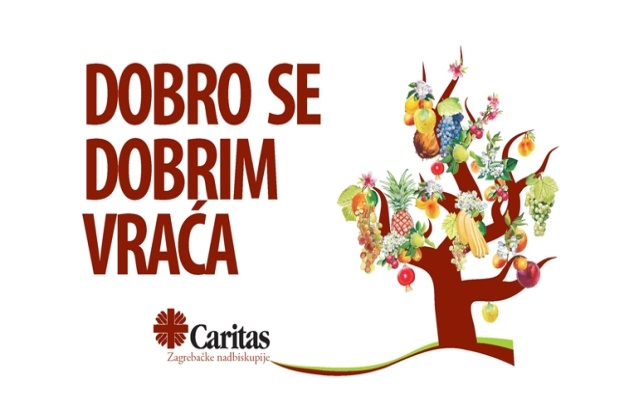 DOBRO SE
DOBRIM
VRAĆA
Caritas
Zagrebačke nadbiskupije